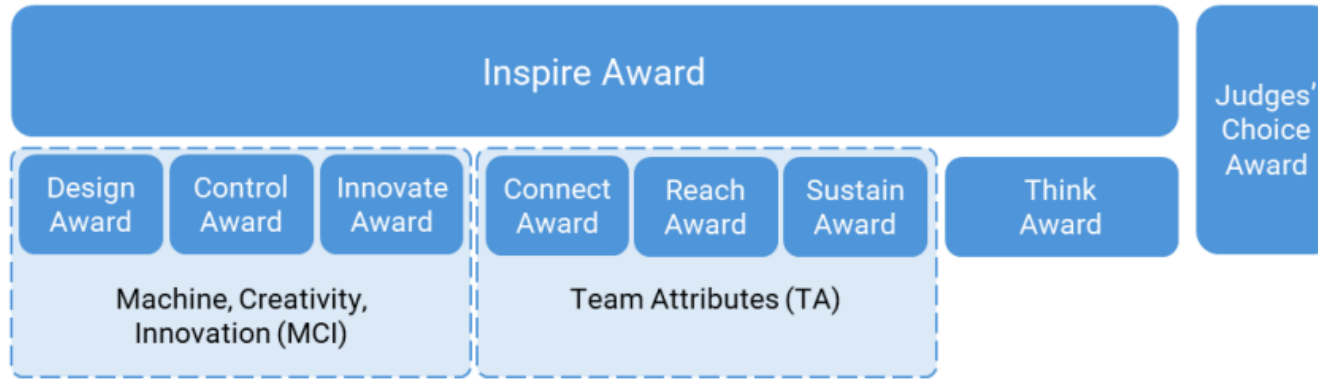 Inspire Award
Judges’
Choice
Award
Design
Award
Control
Award
Innovate
Award
Connect
Award
Reach
Award
Sustain
Award
Think
Award
Machine, Creativity,
Innovation (MCI)
Team Attributes (TA)